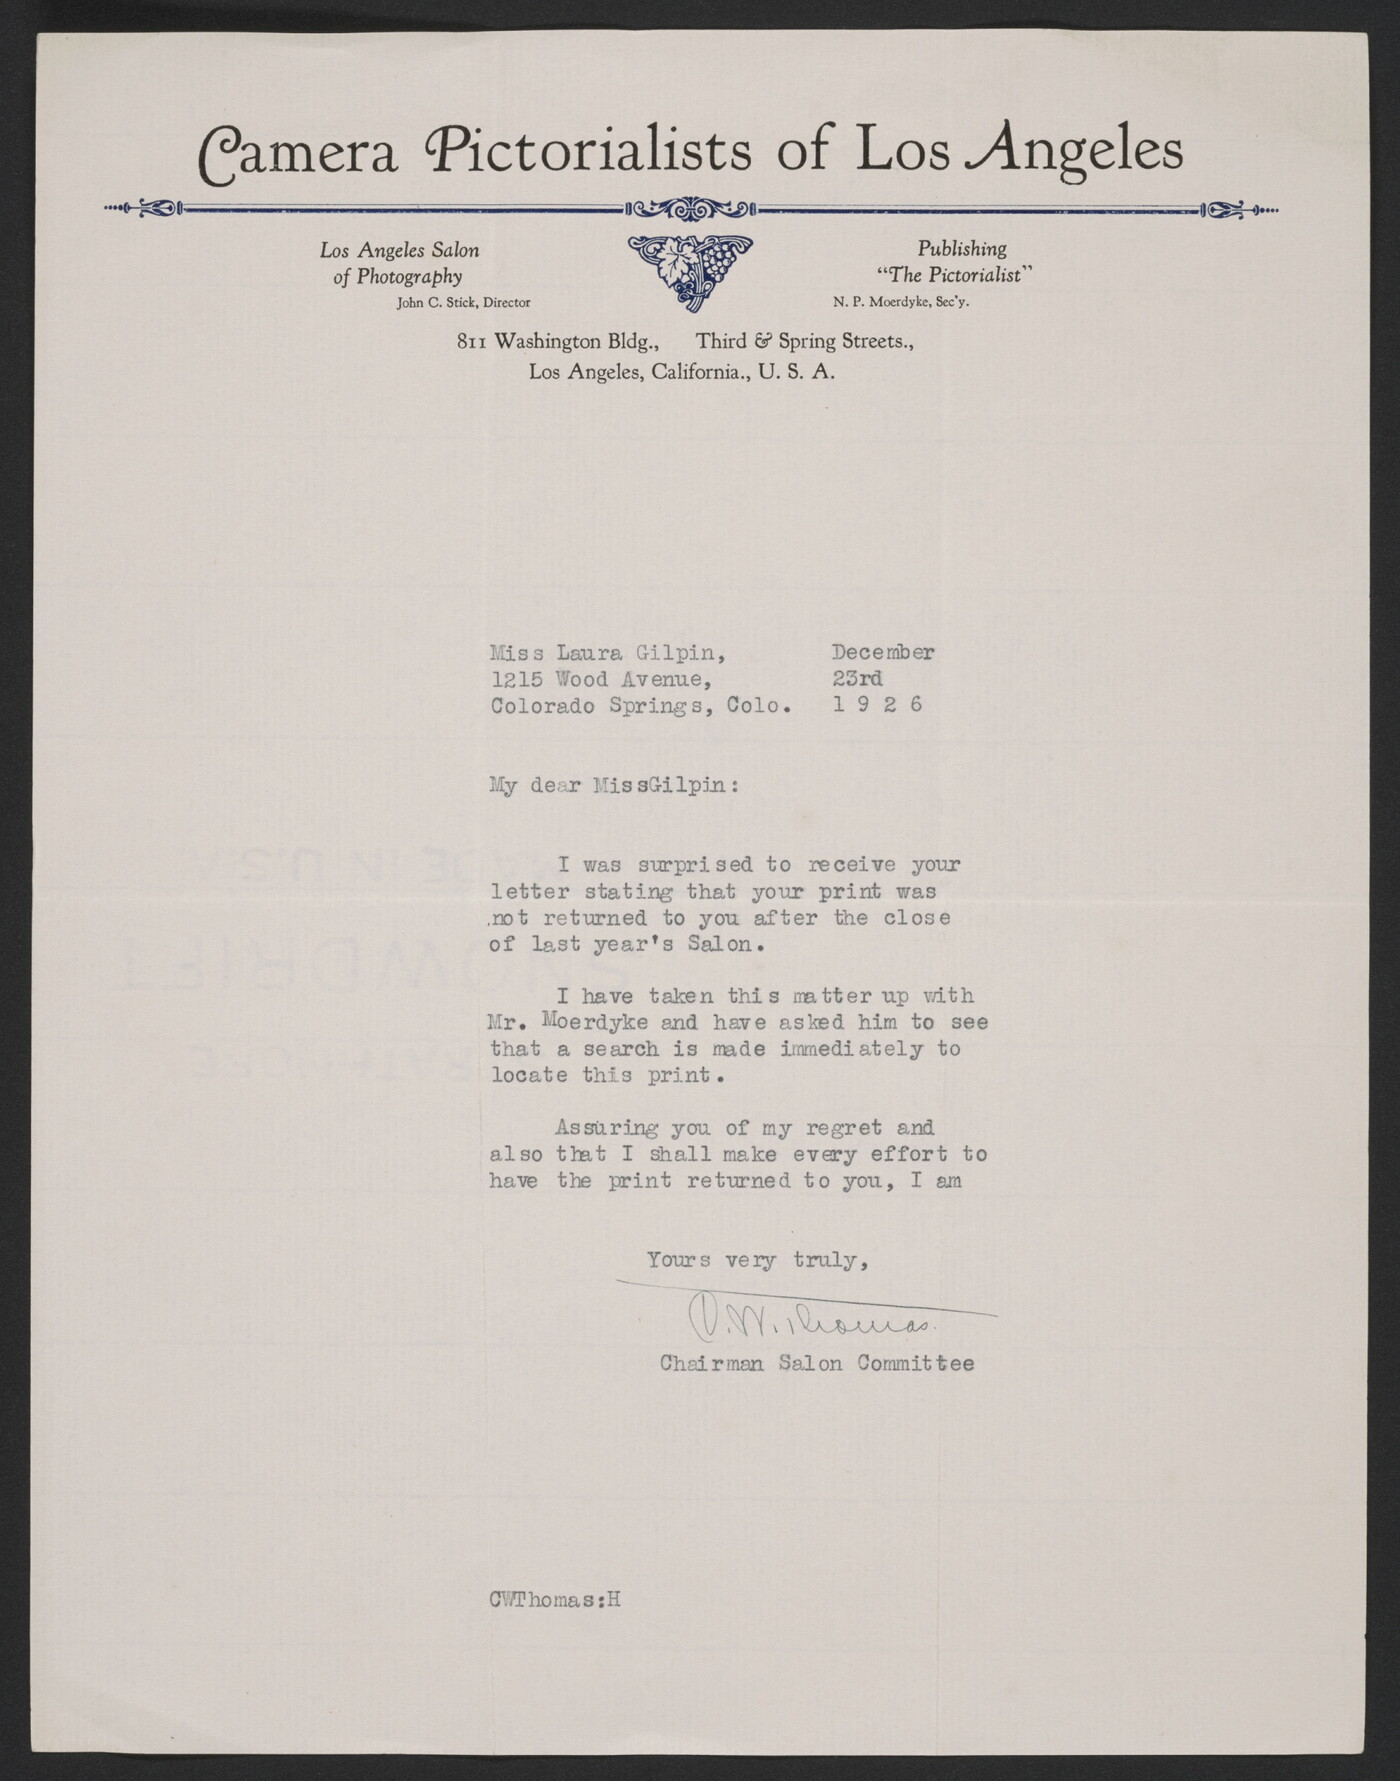 Camera Pictorialists of Los Angeles
Los Angeles Salon
of Photography
John C. Stick, Director
Publishing
“The Pictorialist”
N. P. Moerdyke, Sec'y.
811 Washington Bldg., Third & Spring Streets.,
Los Angeles, California., U. S. A.
Miss Laura Gilpin, December
1215 Wood Avenue, 23rd
Colorado Springs, Colo. 1 9 2 6
My dear MissGilpin:
I was surprised to receive your
letter stating that your print was
.not returned to you after the close
of last year's Salon.
I have taken this matter up with
Mr. Moerdyke and have asked him to see
that a search is made immediately to
locate this print.
Assuring you of my regret and
also that I shall make every effort to
have the print returned to you, I am
Yours very truly,
C.W. Thomas.
Chairman Salon Committee
CWThomas:H
MADE IN U.S.A.
SNOWDRIFT